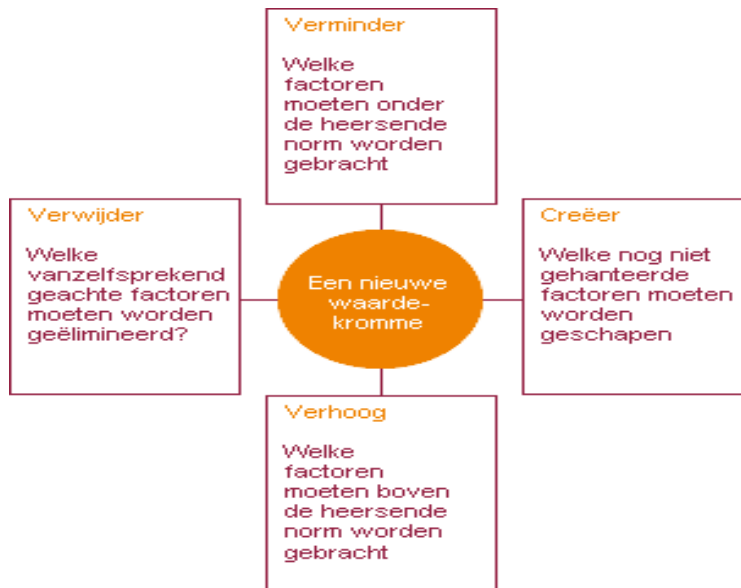 Verminder
Welke
factoren
moeten onder
de heersende
norm worden
gebracht
Verwijder
Welke
vanzelfsprekend
geachte factoren
moeten worden
geëlimineerd?
Een nieuwe
waarde-
kromme
Creëer
Welke nog niet
gehanteerde
factoren moeten
worden
geschapen
Verhoog
Welke
factoren
moeten boven
de heersende
norm worden
gebracht